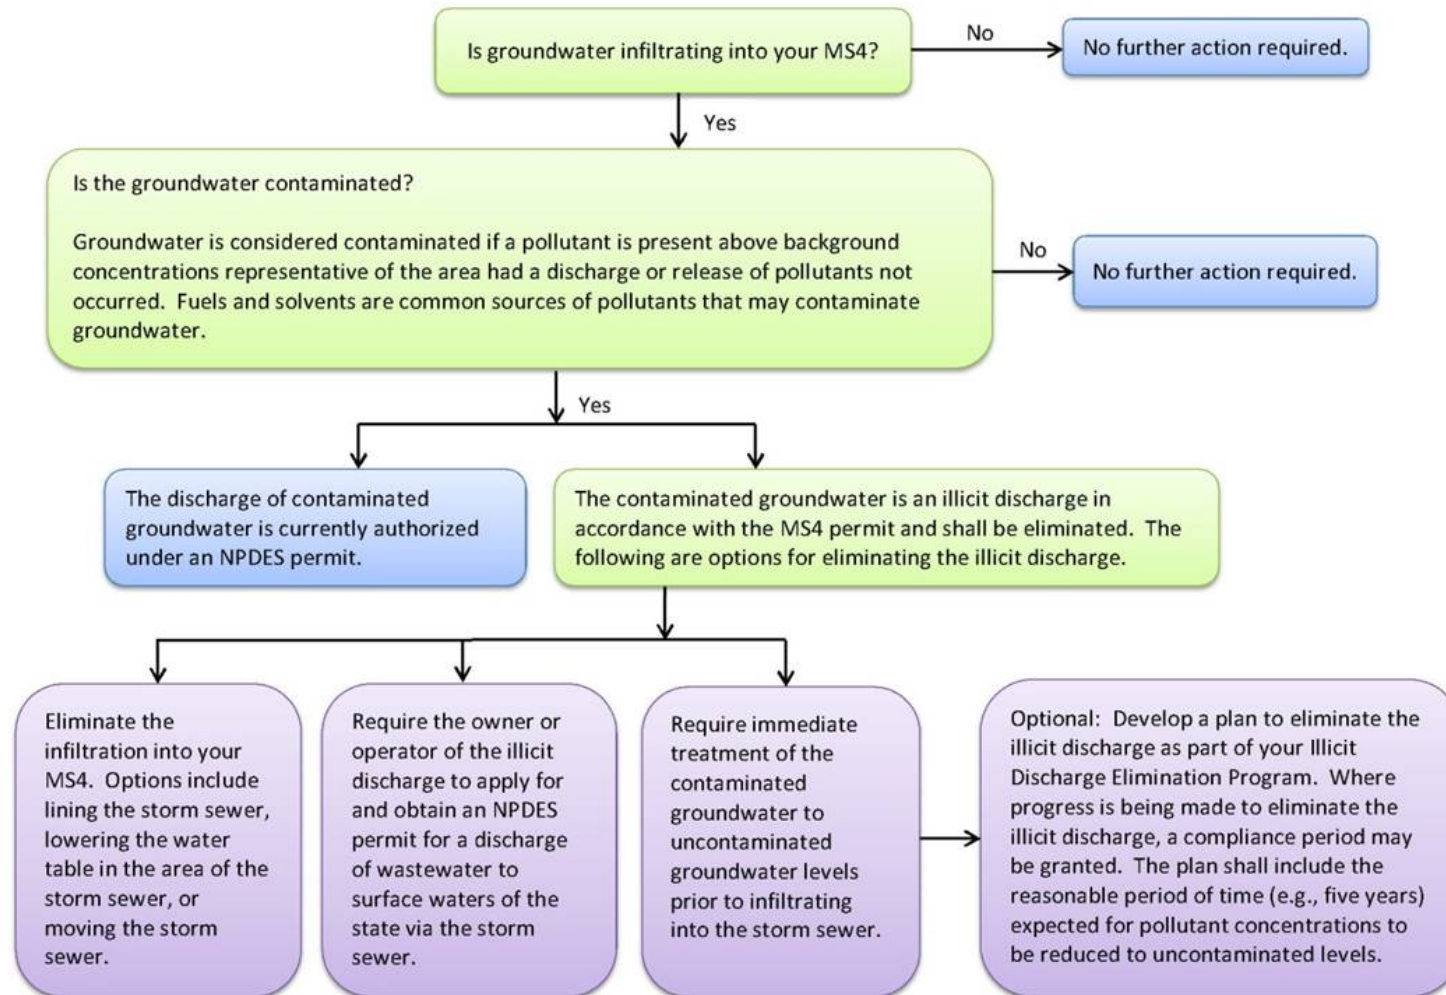 Is groundwater infiltrating into your MS4?
No
No further action required.
Yes
Is the groundwater contaminated?
Groundwater is considered contaminated if a pollutant is present above background
concentrations representative of the area had a discharge or release of pollutants not
occurred.  Fuels and solvents are common sources of pollutants that may contaminate
groundwater.
No
No further action required.
Yes
The discharge of contaminated
groundwater is currently authorized
under an NPDES permit.
The contaminated groundwater is an illicit discharge in
accordance with the MS4 permit and shall be eliminated.  The
following are options for eliminating the illicit discharge.
Eliminate the
infiltration into your
MS4.  Options include
lining the storm sewer,
lowering the water
table in the area of the
storm sewer, or
moving the storm
sewer.
Require the owner or
operator of the illicit
discharge to apply for
and obtain an NPDES
permit for a discharge
of wastewater to
surface waters of the
state via the storm
sewer.
Require immediate
treatment of the
contaminated
groundwater to
uncontaminated
groundwater levels
prior to infiltrating
into the storm sewer.
Optional:  Develop a plan to eliminate the
illicit discharge as part of your Illicit
Discharge Elimination Program.  Where
progress is being made to eliminate the
illicit discharge, a compliance period may
be granted.  The plan shall include the
reasonable period of time (e.g., five years)
expected for pollutant concentrations to
be reduced to uncontaminated levels.